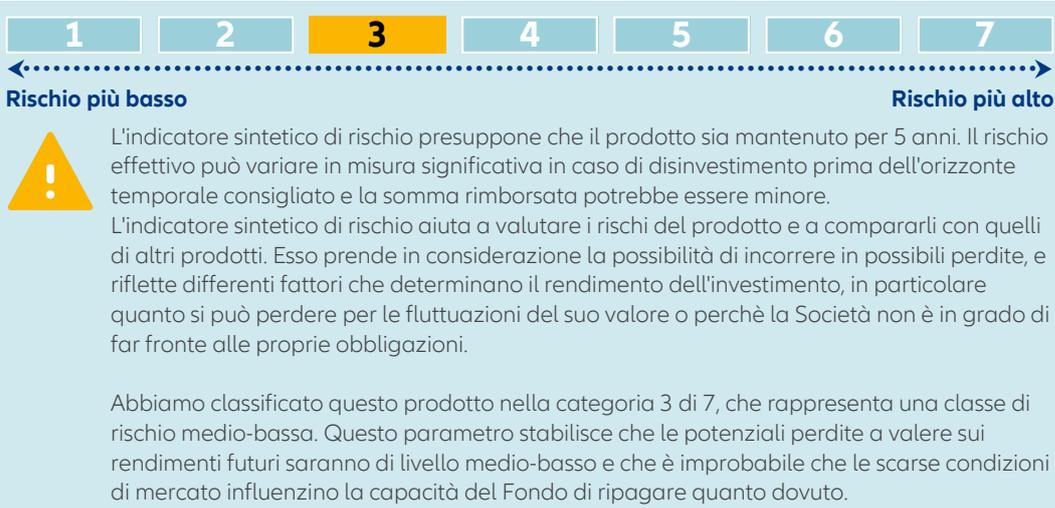 1 2 3 4 5 6 7
Rischio più basso Rischio più alto
L'indicatore sintetico di rischio presuppone che il prodotto sia mantenuto per 5 anni. Il rischio
effettivo può variare in misura significativa in caso di disinvestimento prima dell'orizzonte
temporale consigliato e la somma rimborsata potrebbe essere minore.
L'indicatore sintetico di rischio aiuta a valutare i rischi del prodotto e a compararli con quelli
di altri prodotti. Esso prende in considerazione la possibilità di incorrere in possibili perdite, e
riflette differenti fattori che determinano il rendimento dell'investimento, in particolare
quanto si può perdere per le fluttuazioni del suo valore o perchè la Società non è in grado di
far fronte alle proprie obbligazioni.
Abbiamo classificato questo prodotto nella categoria 3 di 7, che rappresenta una classe di
rischio medio-bassa. Questo parametro stabilisce che le potenziali perdite a valere sui
rendimenti futuri saranno di livello medio-basso e che è improbabile che le scarse condizioni
di mercato influenzino la capacità del Fondo di ripagare quanto dovuto.